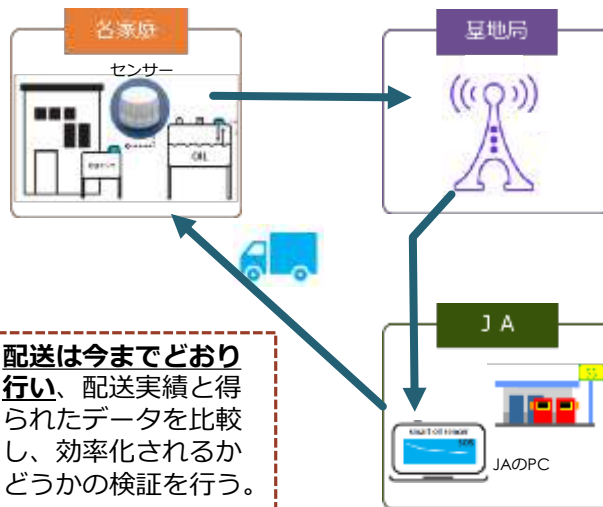 各家庭
センサー
OIL
基地局
ＪＡ
JAのPC
配送は今までどおり
行い、配送実績と得
られたデータを比較
し、効率化されるか
どうかの検証を行う。